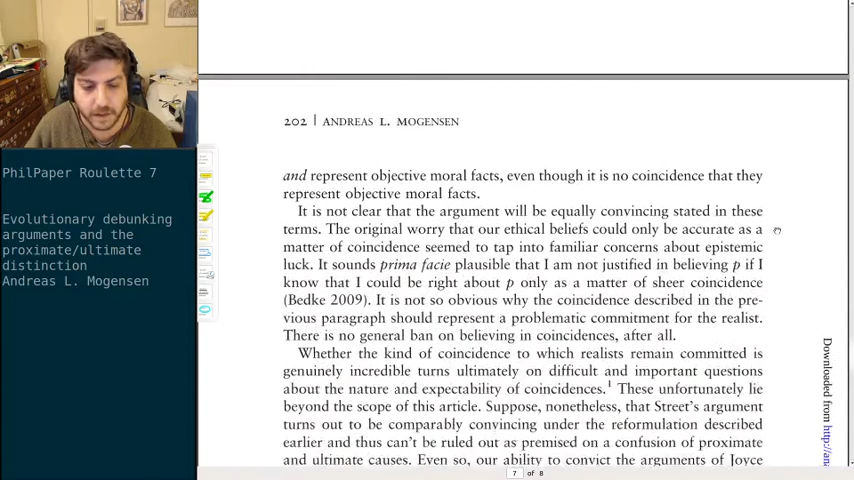 PhilPaper Roulette 7
Evolutionary debunking
arguments and the
proximate/ultimate
distinction
Andreas L. Mogensen
202 | ANDREAS L. MOGENSEN
and represent objective moral facts, even though it is no coincidence that they
represent objective moral facts.
It is not clear that the argument will be equally convincing stated in these
terms. The original worry that our ethical beliefs could only be accurate as a
matter of coincidence seemed to tap into familiar concerns about epistemic
luck. It sounds prima facie plausible that I am not justified in believing p if I
know that I could be right about p only as a matter of sheer coincidence
(Bedke 2009). It is not so obvious why the coincidence described in the pre-
vious paragraph should represent a problematic commitment for the realist.
There is no general ban on believing in coincidences, after all.
Whether the kind of coincidence to which realists remain committed is
genuinely incredible turns ultimately on difficult and important questions
about the nature and expectability of coincidences.1 These unfortunately lie
beyond the scope of this article. Suppose, nonetheless, that Street's argument
turns out to be comparably convincing under the reformulation described
earlier and thus can't be ruled out as premised on a confusion of proximate
and ultimate causes. Even so, our ability to convict the arguments of Joyce
Downloaded from http://an
7 of 8